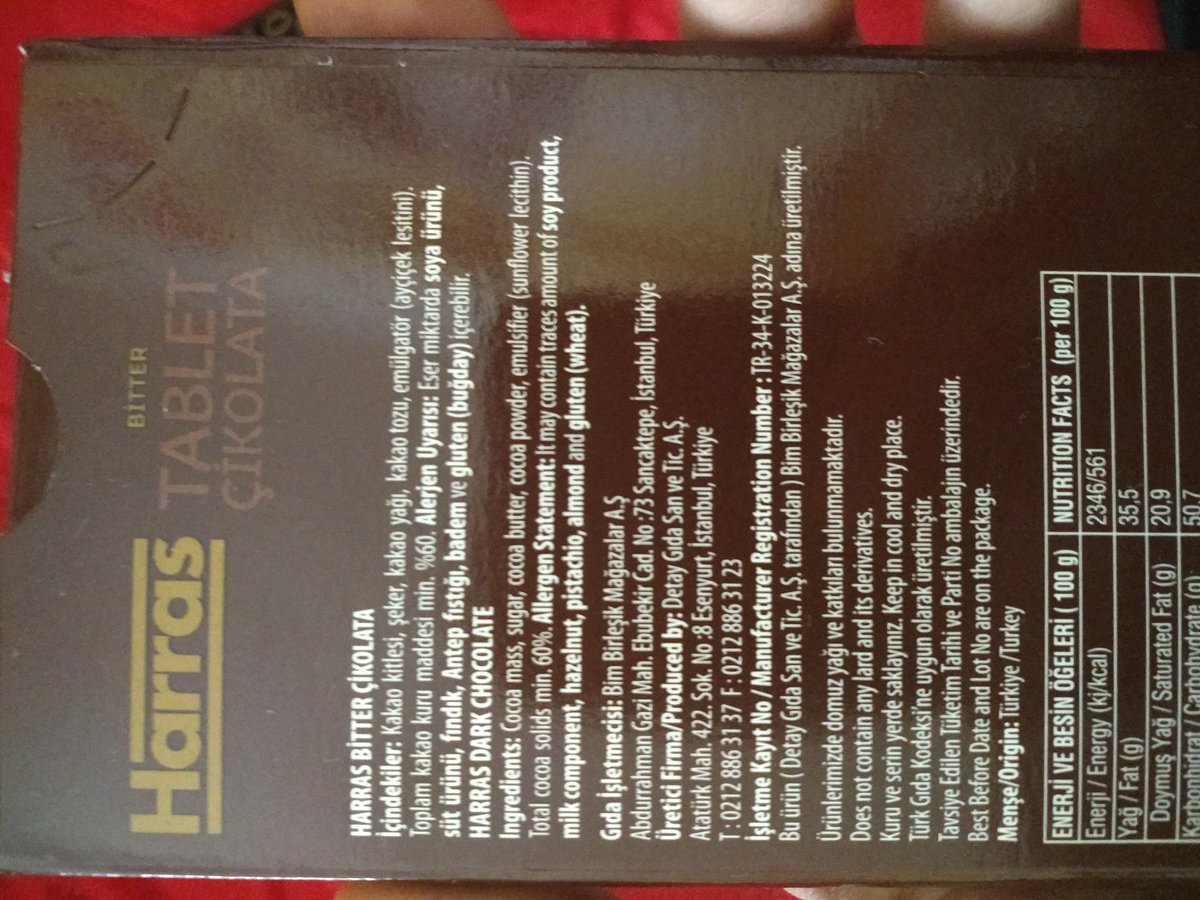 Harras
BİTTER
TABLET
ÇİKOLATA
HARRAS BİTTER ÇİKOLATA
İçindekiler: Kakao kitlesi, şeker, kakao yağı, kakao tozu, emülgatör (ayçiçek lesitini).
Toplam kakao kuru maddesi min. %60. Alerjen Uyarısı: Eser miktarda soya ürünü,
süt ürünü, fındık, Antep fıstığı, badem ve gluten (buğday) içerebilir.
HARRAS DARK CHOCOLATE
Ingredients: Cocoa mass, sugar, cocoa butter, cocoa powder, emulsifier (sunflower lecithin).
Total cocoa solids min. 60%. Allergen Statement: It may contain traces amount of soy product,
milk component, hazelnut, pistachio, almond and gluten (wheat).
Gıda İşletmecisi: Bim Birleşik Mağazalar A.Ş
Abdurrahman Gazi Mah. Ebubekir Cad. No :73 Sancaktepe, İstanbul, Türkiye
Üretici Firma/Produced by: Detay Gıda San ve Tic. A.Ş.
Atatürk Mah. 422. Sok. No :8 Esenyurt, İstanbul, Türkiye
T : 0212 886 31 37 F : 0212 886 31 23
İşletme Kayıt No / Manufacturer Registration Number : TR-34-K-013224
Bu ürün ( Detay Gıda San ve Tic. A.Ş. tarafından ) Bim Birleşik Mağazalar A.Ş. adına üretilmiştir.
Ürünlerimizde domuz yağı ve katkıları bulunmamaktadır.
Does not contain any lard and its derivatives.
Kuru ve serin yerde saklayınız. Keep in cool and dry place.
Türk Gıda Kodeksi'ne uygun olarak üretilmiştir.
Tavsiye Edilen Tüketim Tarihi ve Parti No ambalajın üzerindedir.
Best Before Date and Lot No are on the package.
Menşe/Origin: Türkiye /Turkey
ENERJİ VE BESİN ÖGELERİ ( 100 g) NUTRITION FACTS (per 100 g)
Enerji / Energy (kj/kcal) 2346/561
Yağ / Fat (g) 35,5
Doymuş Yağ / Saturated Fat (g) 20,9
Karbonhidrat / Carbohydrate (g) 50,7